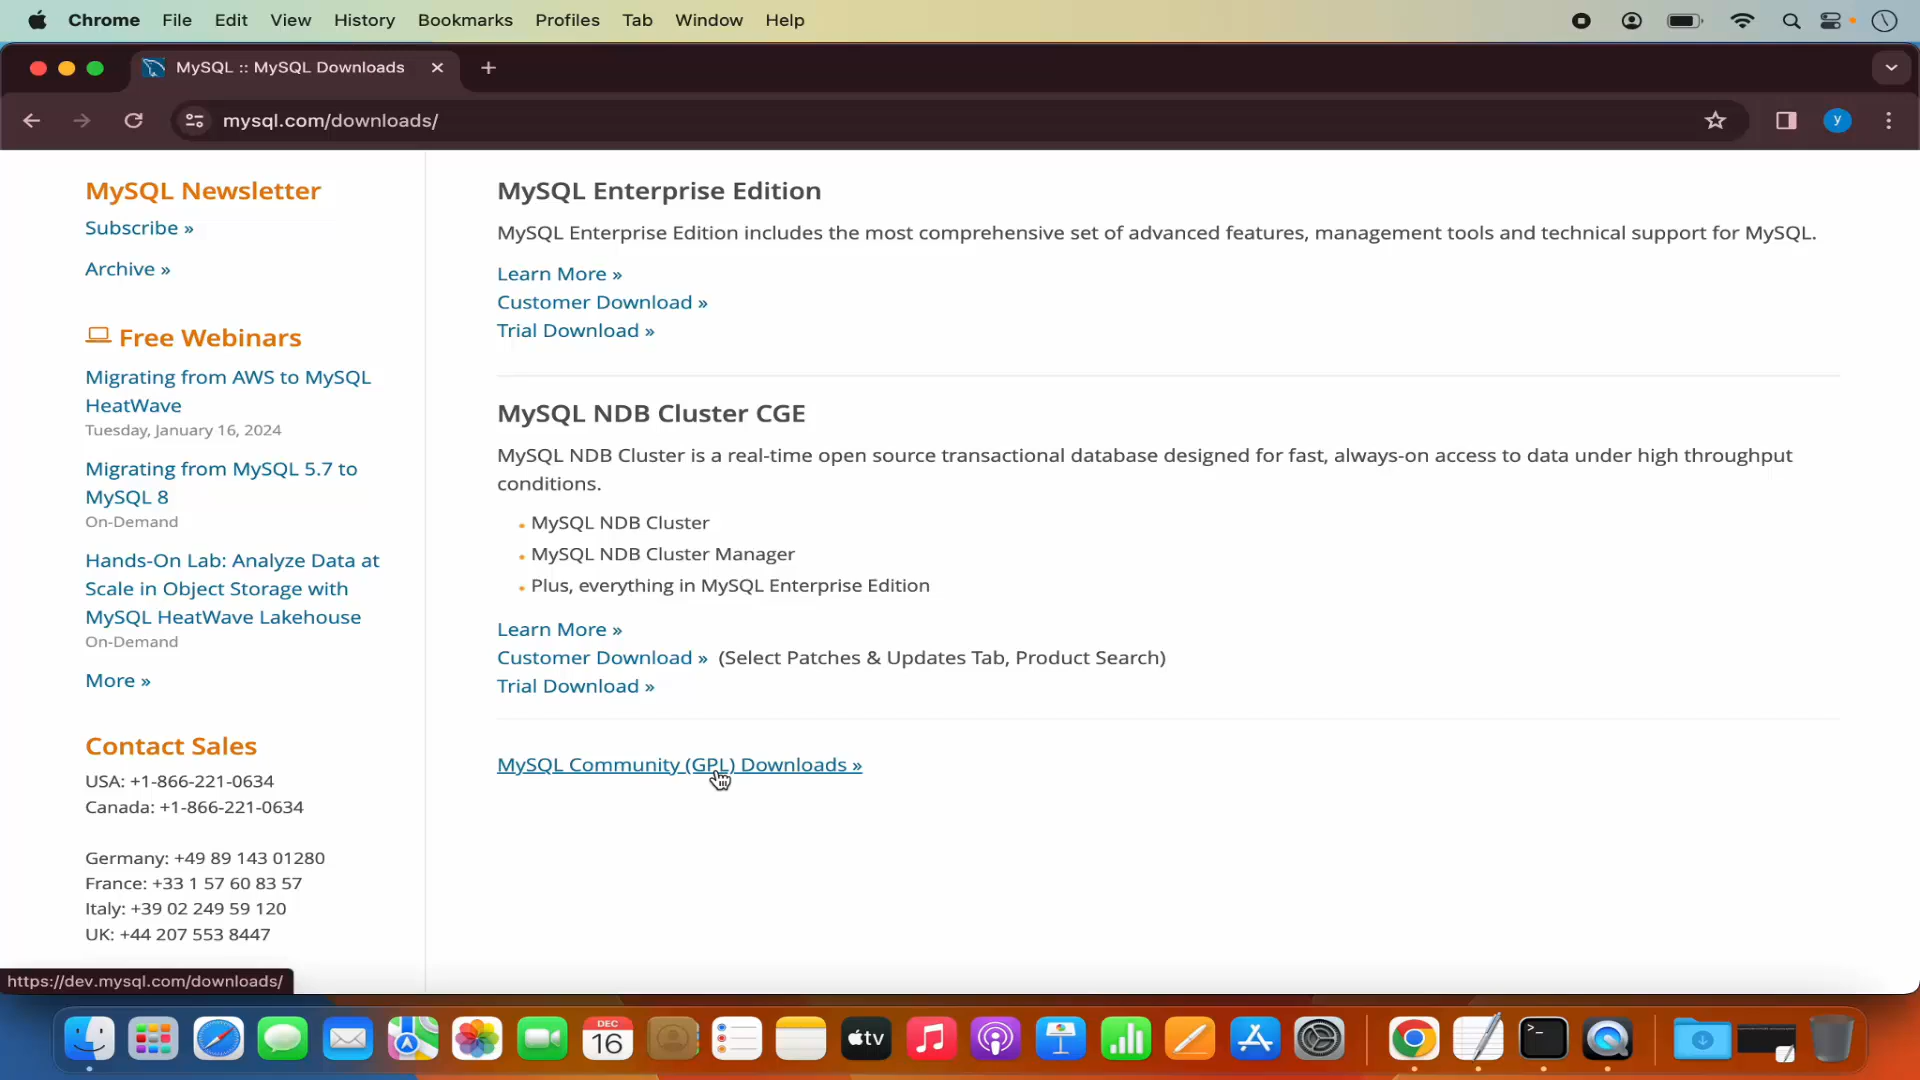 Chrome File Edit View History Bookmarks Profiles Tab Window Help
MySQL :: MySQL Downloads
mysql.com/downloads/
y
MySQL Newsletter
Subscribe »
Archive »
Free Webinars
Migrating from AWS to MySQL
HeatWave
Tuesday, January 16, 2024
Migrating from MySQL 5.7 to
MySQL 8
On-Demand
Hands-On Lab: Analyze Data at
Scale in Object Storage with
MySQL HeatWave Lakehouse
On-Demand
More »
Contact Sales
USA: +1-866-221-0634
Canada: +1-866-221-0634
Germany: +49 89 143 01280
France: +33 1 57 60 83 57
Italy: +39 02 249 59 120
UK: +44 207 553 8447
MySQL Enterprise Edition
MySQL Enterprise Edition includes the most comprehensive set of advanced features, management tools and technical support for MySQL.
Learn More »
Customer Download »
Trial Download »
MySQL NDB Cluster CGE
MySQL NDB Cluster is a real-time open source transactional database designed for fast, always-on access to data under high throughput
conditions.
• MySQL NDB Cluster
• MySQL NDB Cluster Manager
• Plus, everything in MySQL Enterprise Edition
Learn More »
Customer Download » (Select Patches & Updates Tab, Product Search)
Trial Download »
MySQL Community (GPL) Downloads »
https://dev.mysql.com/downloads/
DEC
16
tv
>_